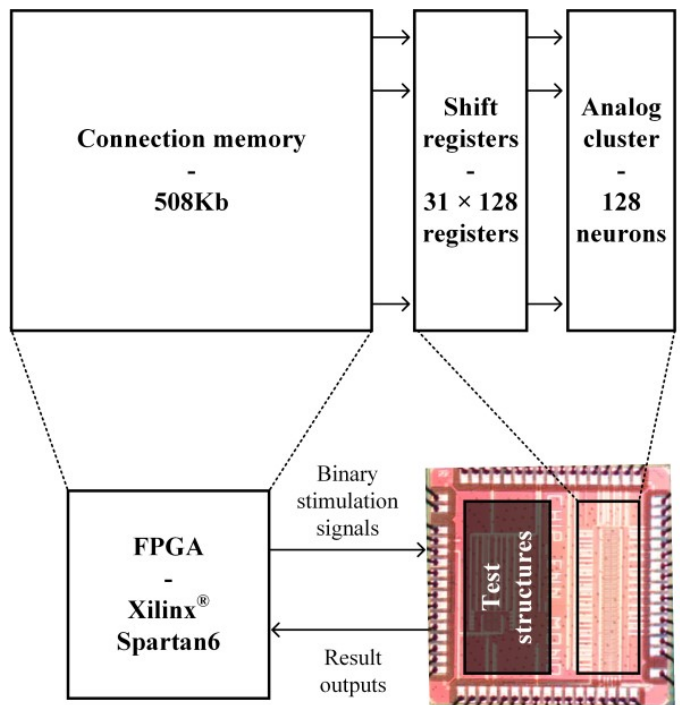 Connection memory
-
508Kb
Shift
registers
-
31 × 128
registers
Analog
cluster
-
128
neurons
Binary
stimulation
signals
FPGA
-
Xilinx®
Spartan6
Result
outputs
Test
structures